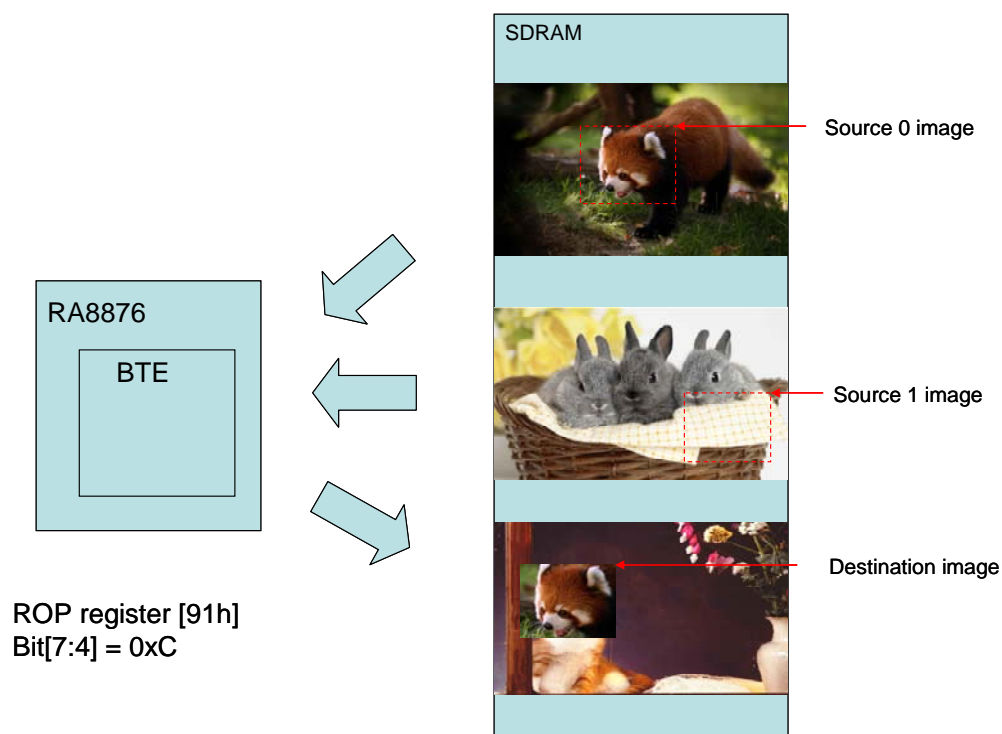 SDRAM
Source 0 image
RA8876
BTE
Source 1 image
Destination image
ROP register [91h]
Bit[7:4] = 0xC